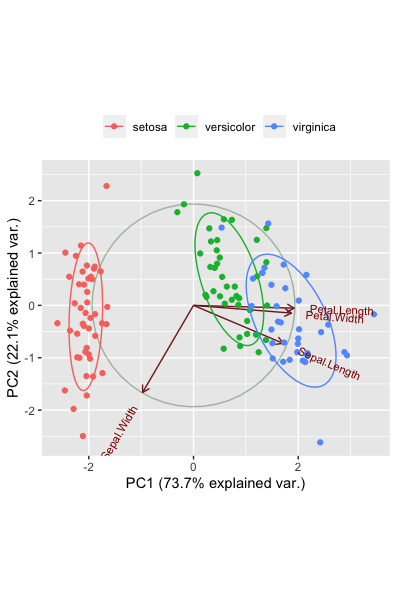 setosa versicolor virginica
PC2 (22.1% explained var.)
2
1
0
-1
-2
Petal.Length
Petal.Width
Sepal.Length
Sepal.Width
-2 0 2
PC1 (73.7% explained var.)